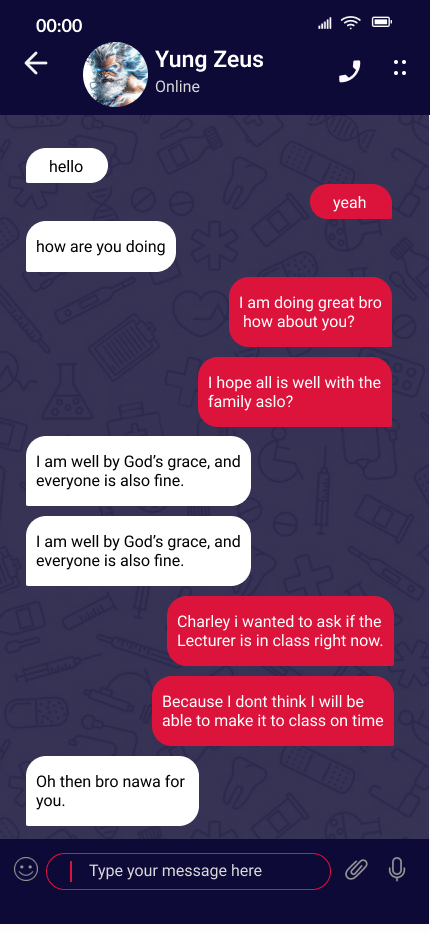 00:00
Yung Zeus
Online
hello
yeah
how are you doing
I am doing great bro
how about you?
I hope all is well with the
family aslo?
I am well by God’s grace, and
everyone is also fine.
I am well by God’s grace, and
everyone is also fine.
Charley i wanted to ask if the
Lecturer is in class right now.
Because I dont think I will be
able to make it to class on time
Oh then bro nawa for
you.
Type your message here